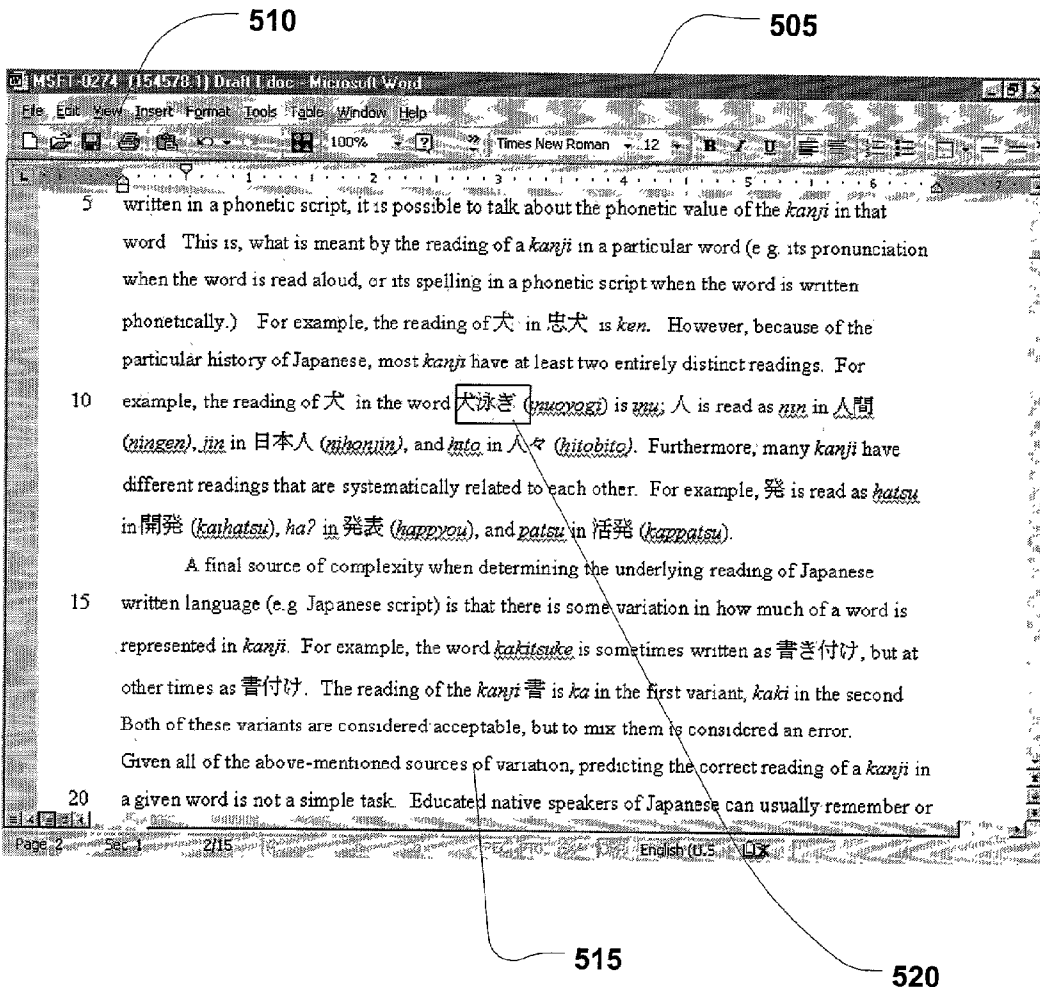 510
505
MSFT-0274 (154578.1) Draft 1.doc - Microsoft Word
File Edit View Insert Format Tools Table Window Help
100% Times New Roman 12 B I U
1 2 3 4 5 6 7
5 written in a phonetic script, it is possible to talk about the phonetic value of the kanji in that
word This is, what is meant by the reading of a kanji in a particular word (e g. its pronunciation
when the word is read aloud, or its spelling in a phonetic script when the word is written
phonetically.) For example, the reading of 犬 in 忠犬 is ken. However, because of the
particular history of Japanese, most kanji have at least two entirely distinct readings. For
10 example, the reading of 犬 in the word 犬泳ぎ (inuoyogi) is inu; 人 is read as nin in 人間
(ningen), jin in 日本人 (nihonjin), and hito in 人々 (hitobito). Furthermore, many kanji have
different readings that are systematically related to each other. For example, 発 is read as hatsu
in 開発 (kaihatsu), ha? in 発表 (happyou), and patsu in 活発 (kappatsu).
A final source of complexity when determining the underlying reading of Japanese
15 written language (e.g Japanese script) is that there is some variation in how much of a word is
represented in kanji. For example, the word kakitsuke is sometimes written as 書き付け, but at
other times as 書付け. The reading of the kanji 書 is ka in the first variant, kaki in the second
Both of these variants are considered acceptable, but to mix them is considered an error.
Given all of the above-mentioned sources of variation, predicting the correct reading of a kanji in
20 a given word is not a simple task. Educated native speakers of Japanese can usually remember or
Page 2 Sec 1 2/15 English (U.S
515
520